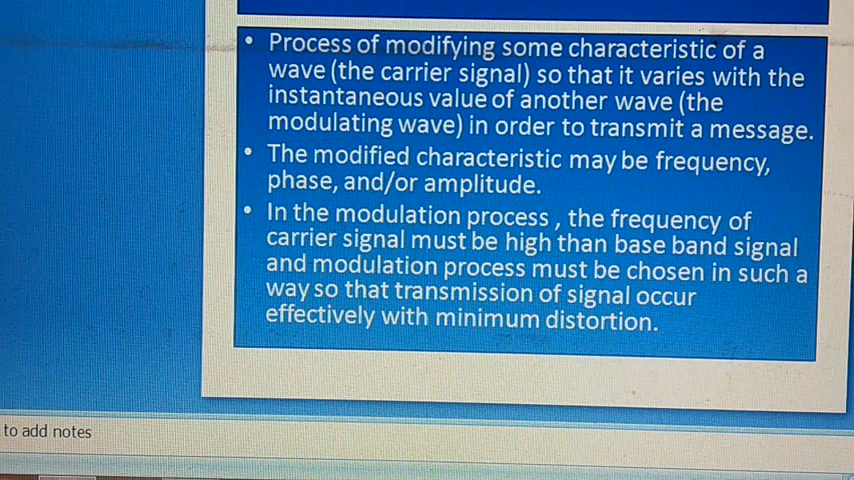 • Process of modifying some characteristic of a
wave (the carrier signal) so that it varies with the
instantaneous value of another wave (the
modulating wave) in order to transmit a message.
• The modified characteristic may be frequency,
phase, and/or amplitude.
• In the modulation process , the frequency of
carrier signal must be high than base band signal
and modulation process must be chosen in such a
way so that transmission of signal occur
effectively with minimum distortion.
to add notes